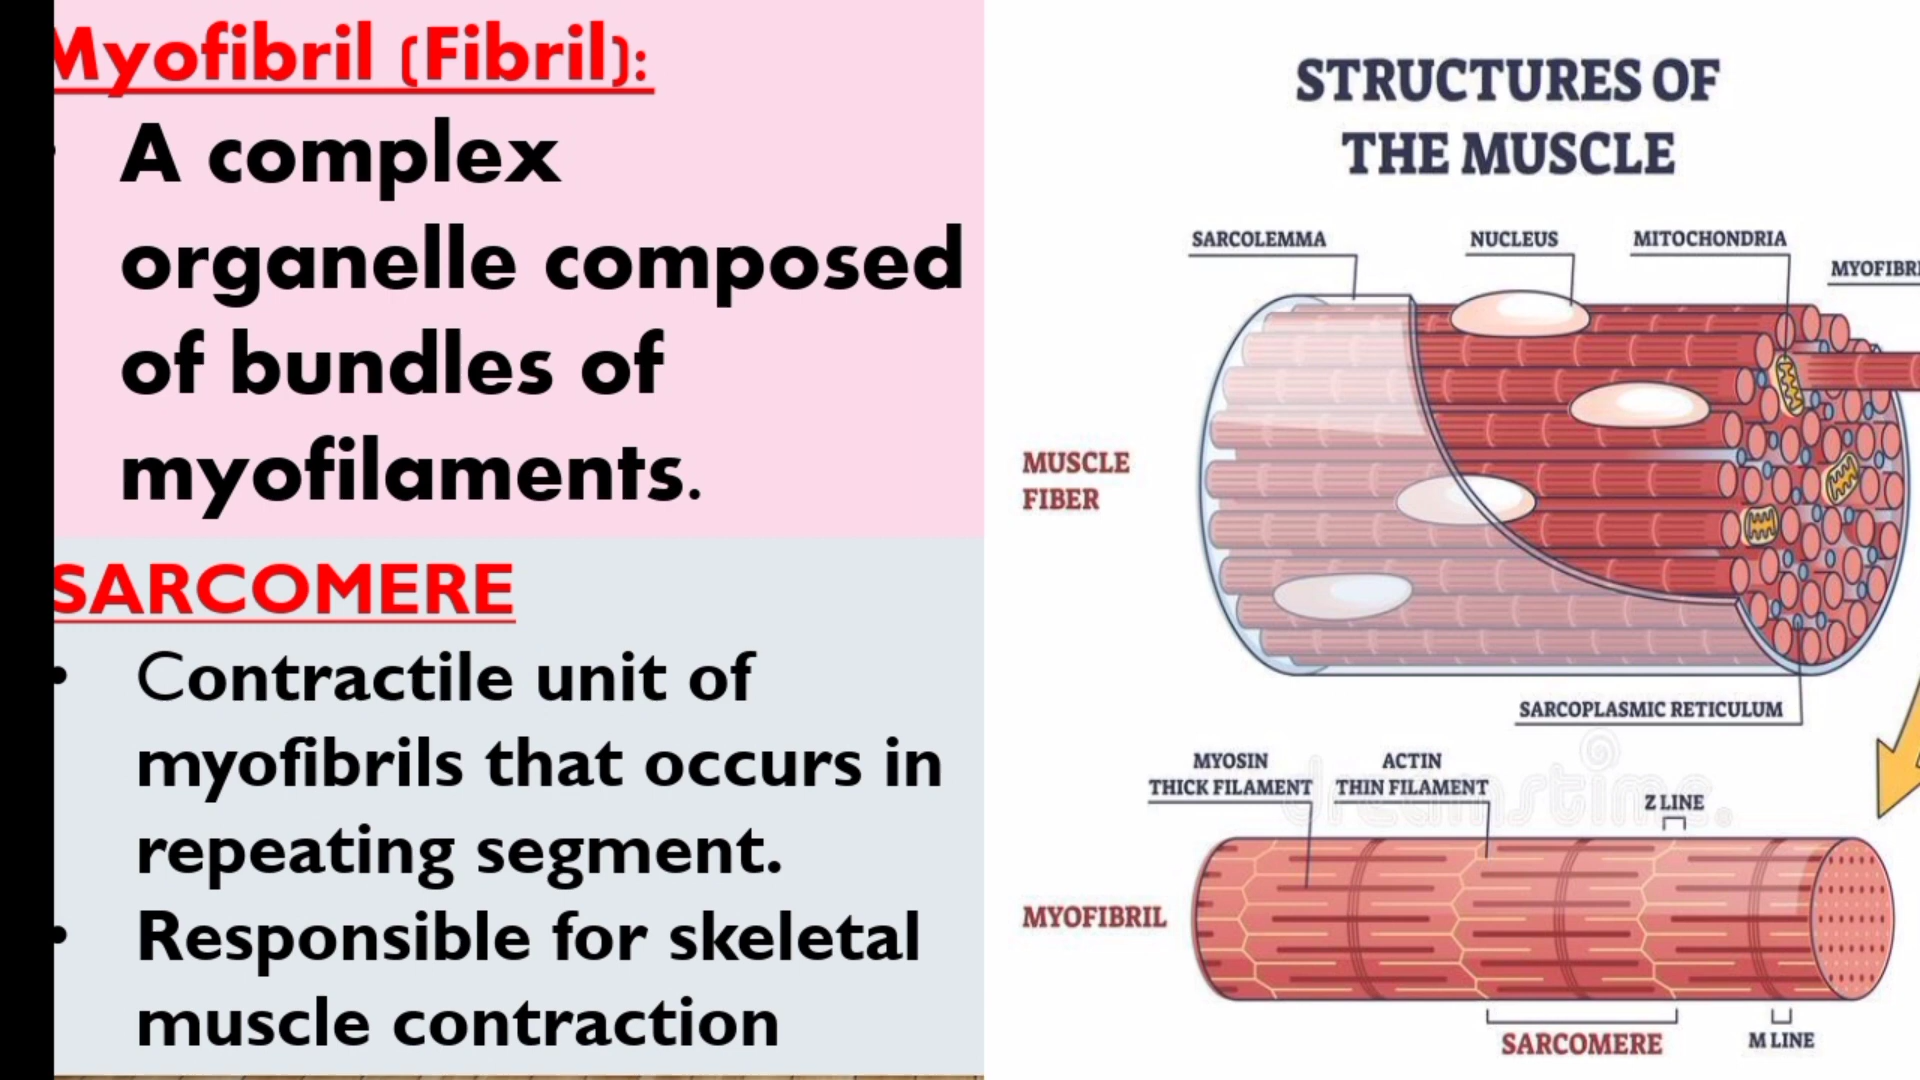 Myofibril (Fibril):
• A complex
organelle composed
of bundles of
myofilaments.
SARCOMERE
• Contractile unit of
myofibrils that occurs in
repeating segment.
• Responsible for skeletal
muscle contraction
STRUCTURES OF
THE MUSCLE
SARCOLEMMA
NUCLEUS
MITOCHONDRIA
MYOFIBRI
MUSCLE
FIBER
SARCOPLASMIC RETICULUM
MYOSIN
THICK FILAMENT
ACTIN
THIN FILAMENT
dreamstime.
Z LINE
MYOFIBRIL
SARCOMERE
M LINE